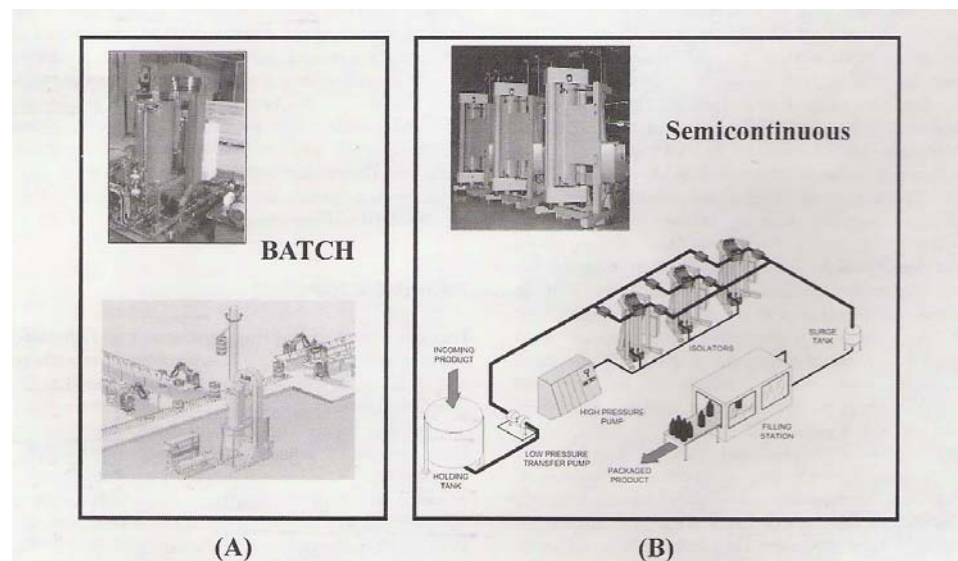 BATCH
(A)
Semicontinuous
INCOMING
PRODUCT
HOLDING
TANK
LOW PRESSURE
TRANSFER PUMP
HIGH PRESSURE
PUMP
ISOLATORS
SURGE
TANK
FILLING
STATION
PACKAGED
PRODUCT
(B)